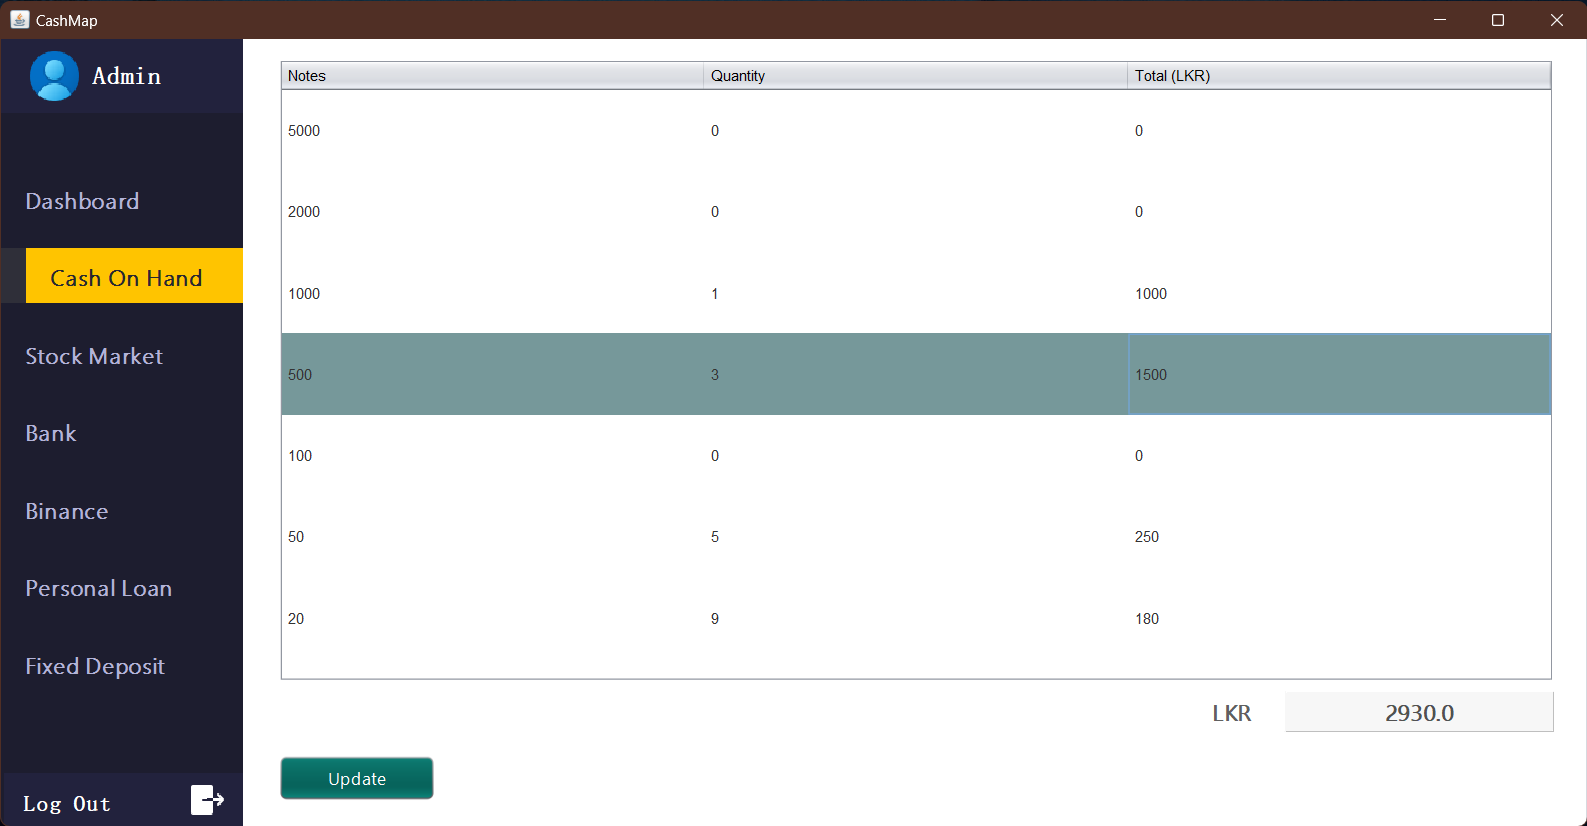 CashMap
Admin
Dashboard
Cash On Hand
Stock Market
Bank
Binance
Personal Loan
Fixed Deposit
Log Out
Notes Quantity Total (LKR)
5000 0 0
2000 0 0
1000 1 1000
500 3 1500
100 0 0
50 5 250
20 9 180
LKR 2930.0
Update